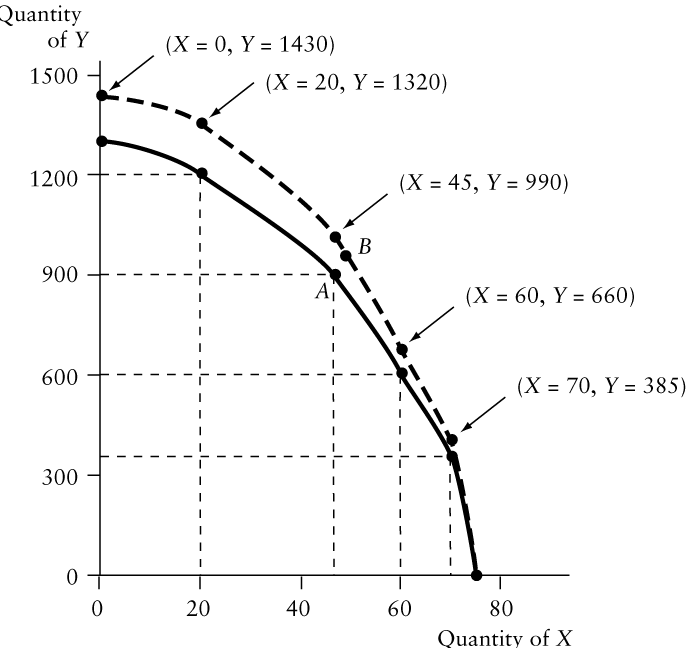 Quantity
of Y
(X = 0, Y = 1430)
(X = 20, Y = 1320)
1500
1200
(X = 45, Y = 990)
B
900
A
(X = 60, Y = 660)
600
(X = 70, Y = 385)
300
0
0 20 40 60 80
Quantity of X